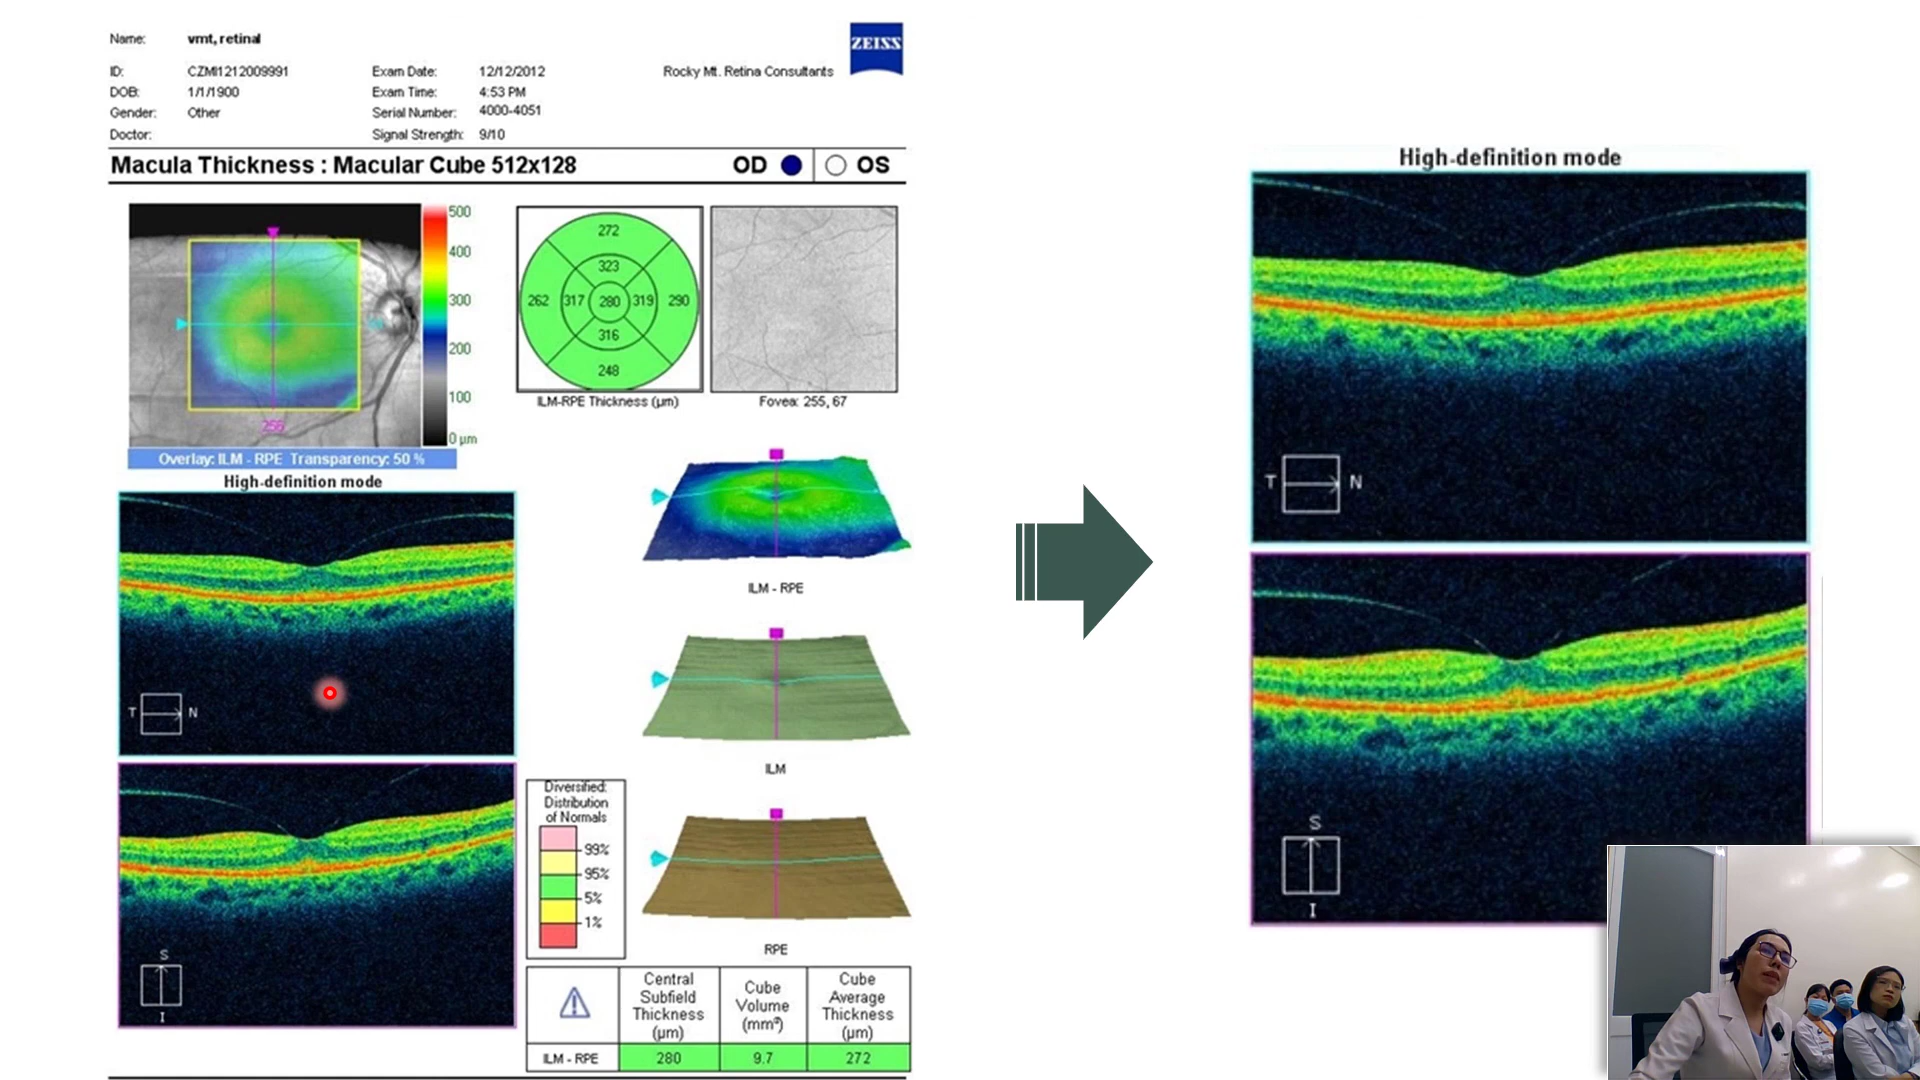 Name: vmt, retinal
ZEISS
ID: CZMI1212009991 Exam Date: 12/12/2012 Rocky Mt. Retina Consultants
DOB: 1/1/1900 Exam Time: 4:53 PM
Gender: Other Serial Number: 4000-4051
Doctor: Signal Strength: 9/10
Macula Thickness : Macular Cube 512x128 OD OS
500
400
300
200
100
0 µm
255
Overlay: ILM - RPE Transparency: 50 %
272
323
262 317 280 319 290
316
248
ILM-RPE Thickness (µm)
Fovea: 255, 67
High-definition mode
T N
S
I
ILM - RPE
ILM
RPE
Diversified:
Distribution
of Normals
99%
95%
5%
1%
Central Subfield Thickness (µm)
Cube Volume (mm³)
Cube Average Thickness (µm)
ILM - RPE 280 9.7 272
High-definition mode
T N
S
I